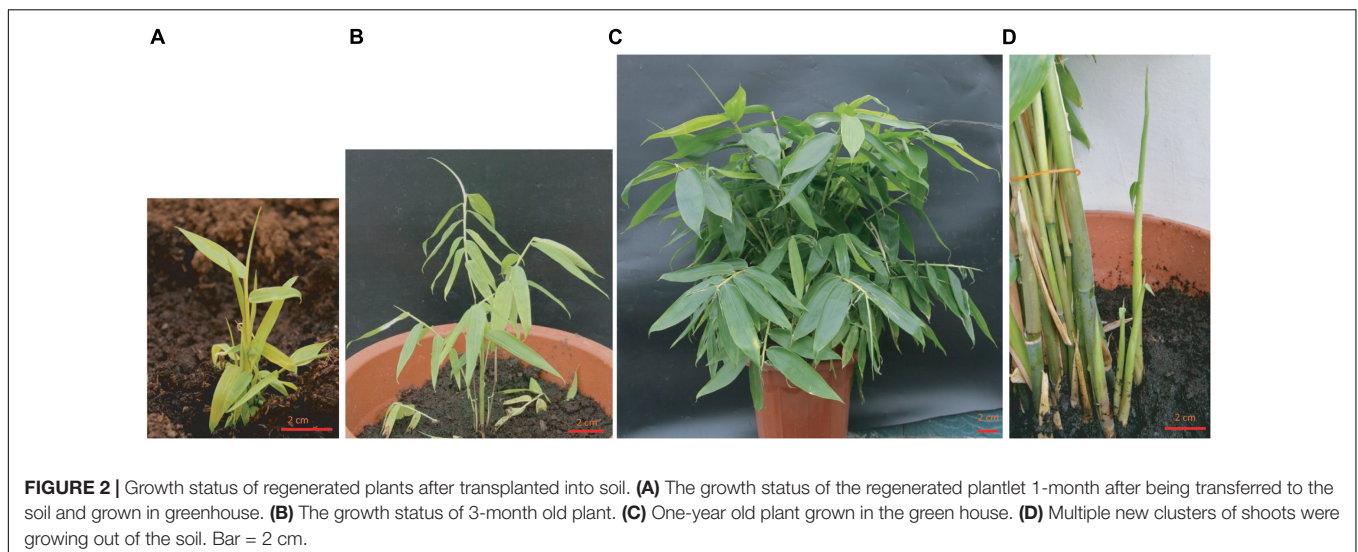 A
B
C
D
2 cm
2 cm
2 cm
2 cm
FIGURE 2 | Growth status of regenerated plants after transplanted into soil. (A) The growth status of the regenerated plantlet 1-month after being transferred to the
soil and grown in greenhouse. (B) The growth status of 3-month old plant. (C) One-year old plant grown in the green house. (D) Multiple new clusters of shoots were
growing out of the soil. Bar = 2 cm.